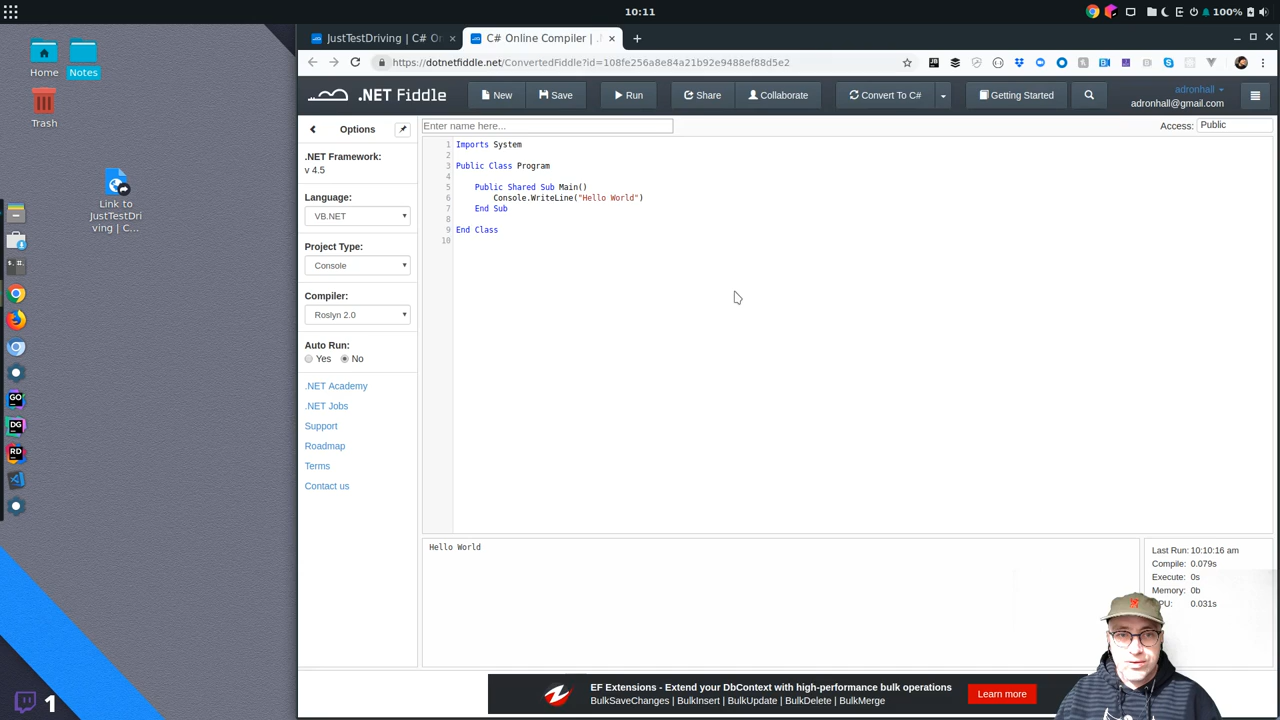 10:11
100%
Home
Notes
Trash
Link to
JustTestDri
ving | C...
GO
DG
RD
1
JustTestDriving | C# On
C# Online Compiler | .N
https://dotnetfiddle.net/ConvertedFiddle?id=108fe256a8e84a21b92e9488ef88d5e2
.NET Fiddle
New
Save
Run
Share
Collaborate
Convert To C#
Getting Started
adronhall
adronhall@gmail.com
Options
Enter name here...
Access:
Public
.NET Framework:
v 4.5
Language:
VB.NET
Project Type:
Console
Compiler:
Roslyn 2.0
Auto Run:
Yes
No
.NET Academy
.NET Jobs
Support
Roadmap
Terms
Contact us
1 Imports System
2
3 Public Class Program
4
5 Public Shared Sub Main()
6 Console.WriteLine("Hello World")
7 End Sub
8
9 End Class
10
Hello World
Last Run: 10:10:16 am
Compile: 0.079s
Execute: 0s
Memory: 0b
CPU: 0.031s
EF Extensions - Extend your DbContext with high-performance bulk operations
BulkSaveChanges | BulkInsert | BulkUpdate | BulkDelete | BulkMerge
Learn more